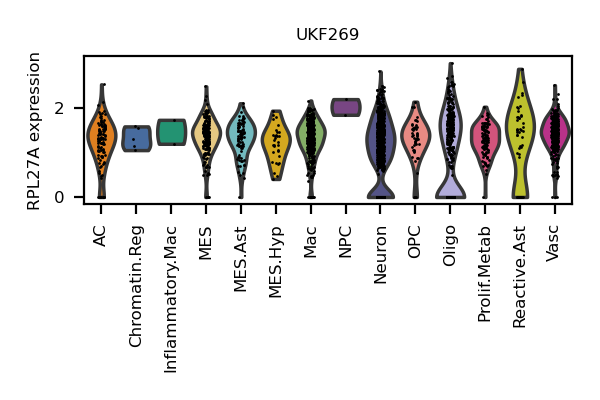 UKF269
RPL27A expression
2
0
AC
Chromatin.Reg
Inflammatory.Mac
MES
MES.Ast
MES.Hyp
Mac
NPC
Neuron
OPC
Oligo
Prolif.Metab
Reactive.Ast
Vasc